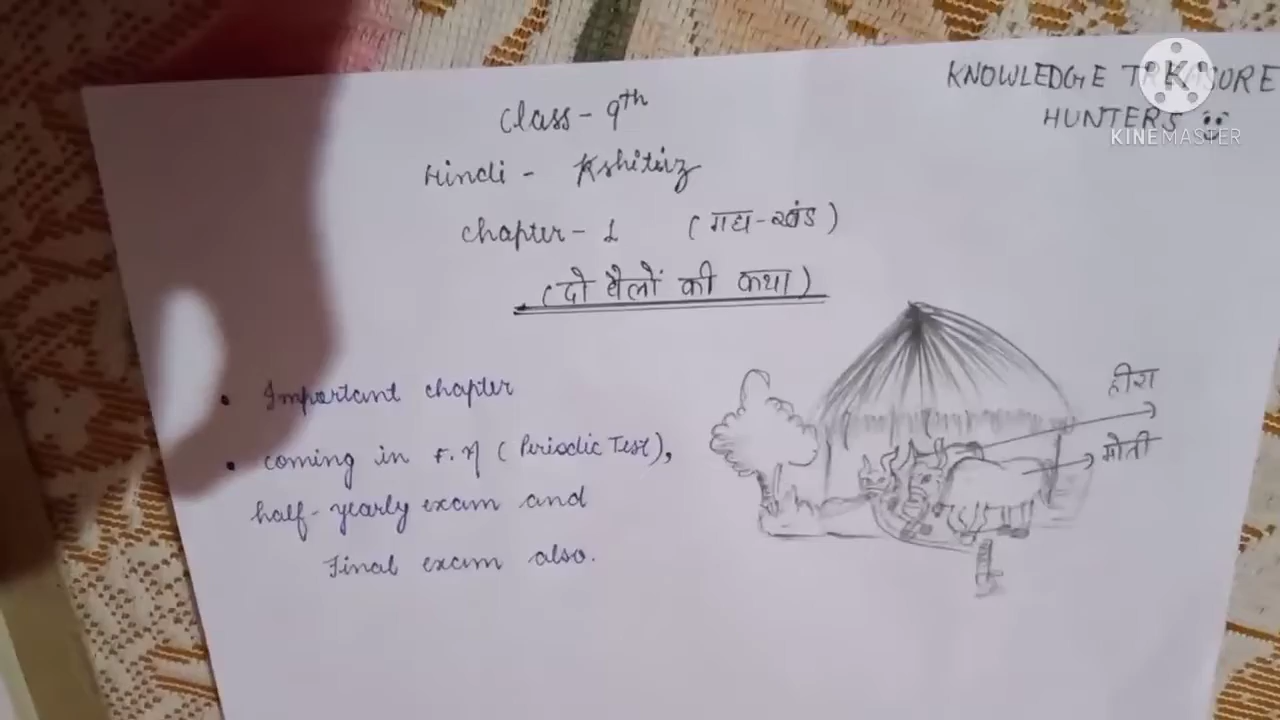 KNOWLEDGE TREASURE
HUNTERS
KINEMASTER
Class - 9th
Hindi - Kshitiz
Chapter - 1 (गद्य-खंड)
(दो बैलों की कथा)
• Important chapter
• coming in F.A (Periodic Test),
half-yearly exam and
Final exam also.
हीरा
मोती